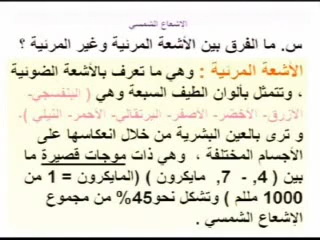 الاشعاع الشمسي
س. ما الفرق بين الأشعة المرئية وغير المرئية ؟
الأشعة المرئية : وهي ما تعرف بالأشعة الضوئية
، وتتمثل بألوان الطيف السبعة وهي ( البنفسجي-
الازرق- الأخضر- الأصفر- البرتقالي- الأحمر- النيلي ) -
و ترى بالعين البشرية من خلال انعكاسها على
الأجسام المختلفة ، وهي ذات موجات قصيرة ما
بين ( 4, - 7, مايكرون ) (المايكرون = 1 من
1000 مللم ) وتشكل نحو45% من مجموع
الإشعاع الشمسي .